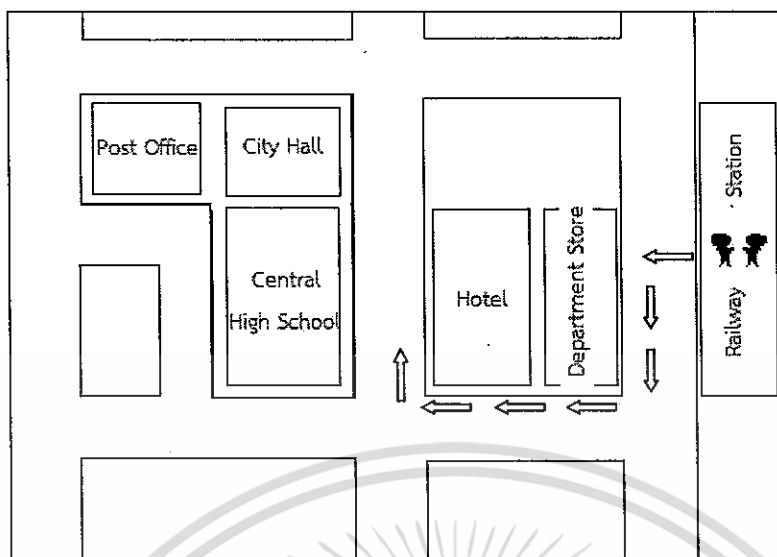 Post Office
City Hall
Central
High School
Hotel
Department Store
Railway Station